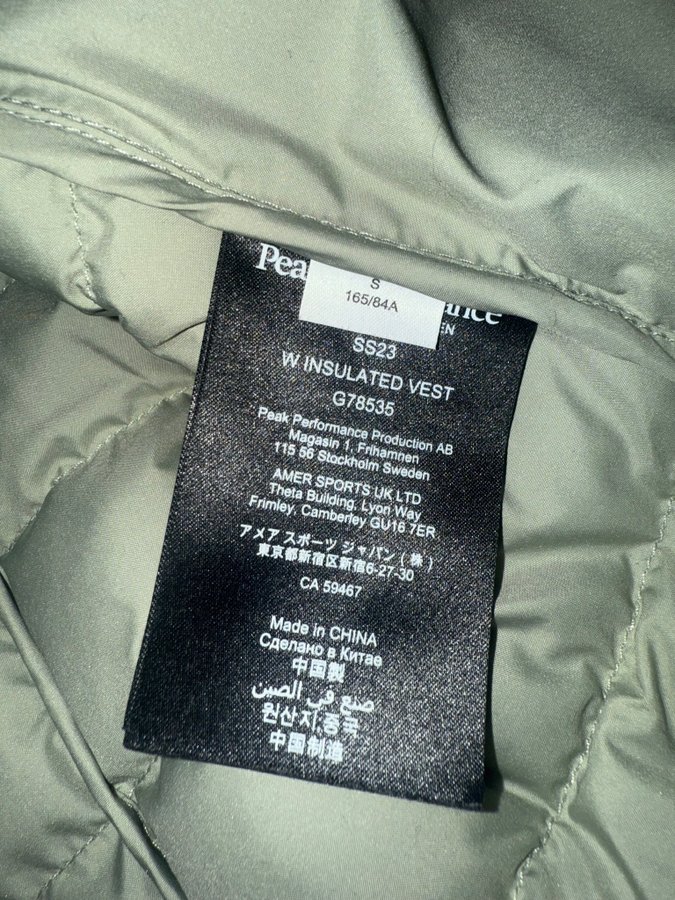 Pea
S
165/84A
ance
EN
SS23
W INSULATED VEST
G78535
Peak Performance Production AB
Magasin 1, Frihamnen
115 56 Stockholm Sweden
AMER SPORTS UK LTD
Theta Building, Lyon Way
Frimley, Camberley GU16 7ER
アメア スポーツ ジャパン ( 株 )
東京都新宿区新宿6-27-30
CA 59467
Made in CHINA
Сделано в Китае
中国製
صنع في الصين
원산지:중국
中国制造